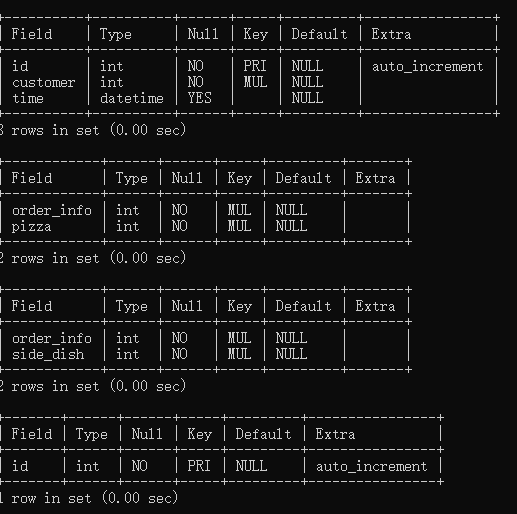 +----------+----------+------+-----+---------+----------------+
| Field    | Type     | Null | Key | Default | Extra          |
+----------+----------+------+-----+---------+----------------+
| id       | int      | NO   | PRI | NULL    | auto_increment |
| customer | int      | NO   | MUL | NULL    |                |
| time     | datetime | YES  |     | NULL    |                |
+----------+----------+------+-----+---------+----------------+
3 rows in set (0.00 sec)

+------------+------+------+-----+---------+-------+
| Field      | Type | Null | Key | Default | Extra |
+------------+------+------+-----+---------+-------+
| order_info | int  | NO   | MUL | NULL    |       |
| pizza      | int  | NO   | MUL | NULL    |       |
+------------+------+------+-----+---------+-------+
2 rows in set (0.00 sec)

+------------+------+------+-----+---------+-------+
| Field      | Type | Null | Key | Default | Extra |
+------------+------+------+-----+---------+-------+
| order_info | int  | NO   | MUL | NULL    |       |
| side_dish  | int  | NO   | MUL | NULL    |       |
+------------+------+------+-----+---------+-------+
2 rows in set (0.00 sec)

+-------+------+------+-----+---------+----------------+
| Field | Type | Null | Key | Default | Extra          |
+-------+------+------+-----+---------+----------------+
| id    | int  | NO   | PRI | NULL    | auto_increment |
+-------+------+------+-----+---------+----------------+
1 row in set (0.00 sec)